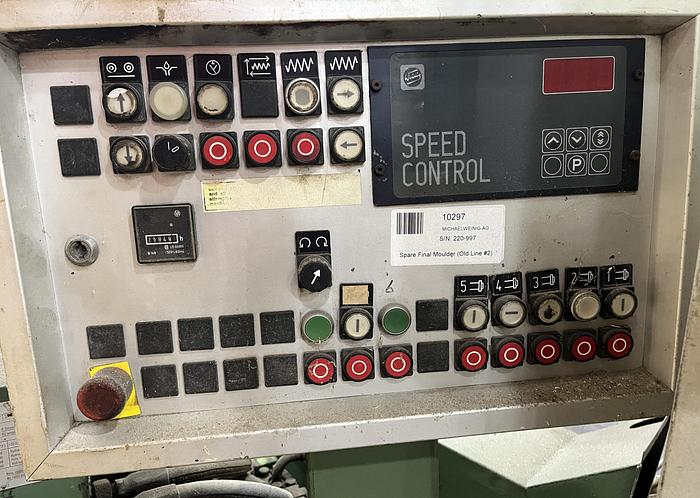 SPEED
CONTROL
P
10297
MICHAELWEINIG-AG
S/N: 220-997
Spare Final Moulder (Old Line #2)
h
6
5
4
3
2
1